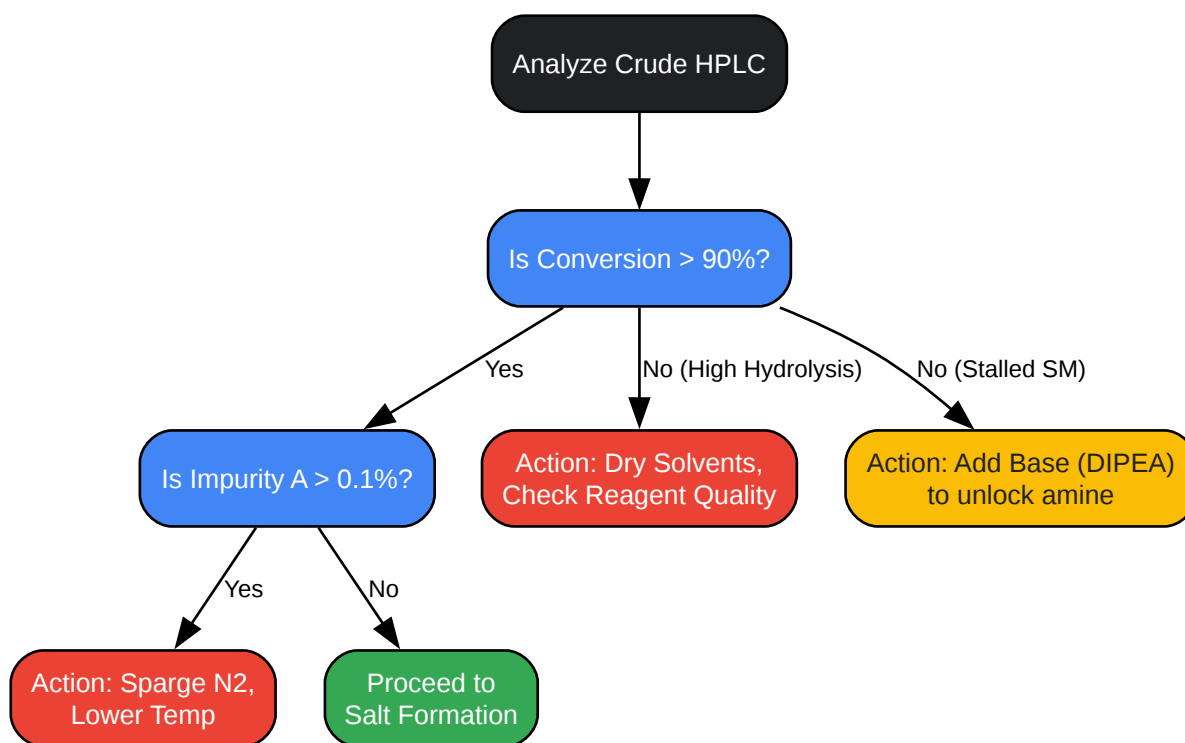 Analyze Crude HPLC
Is Conversion > 90%?
Yes
No (High Hydrolysis)
No (Stalled SM)
Is Impurity A > 0.1%?
Action: Dry Solvents,
Check Reagent Quality
Action: Add Base (DIPEA)
to unlock amine
Yes
No
Action: Sparge N2,
Lower Temp
Proceed to
Salt Formation